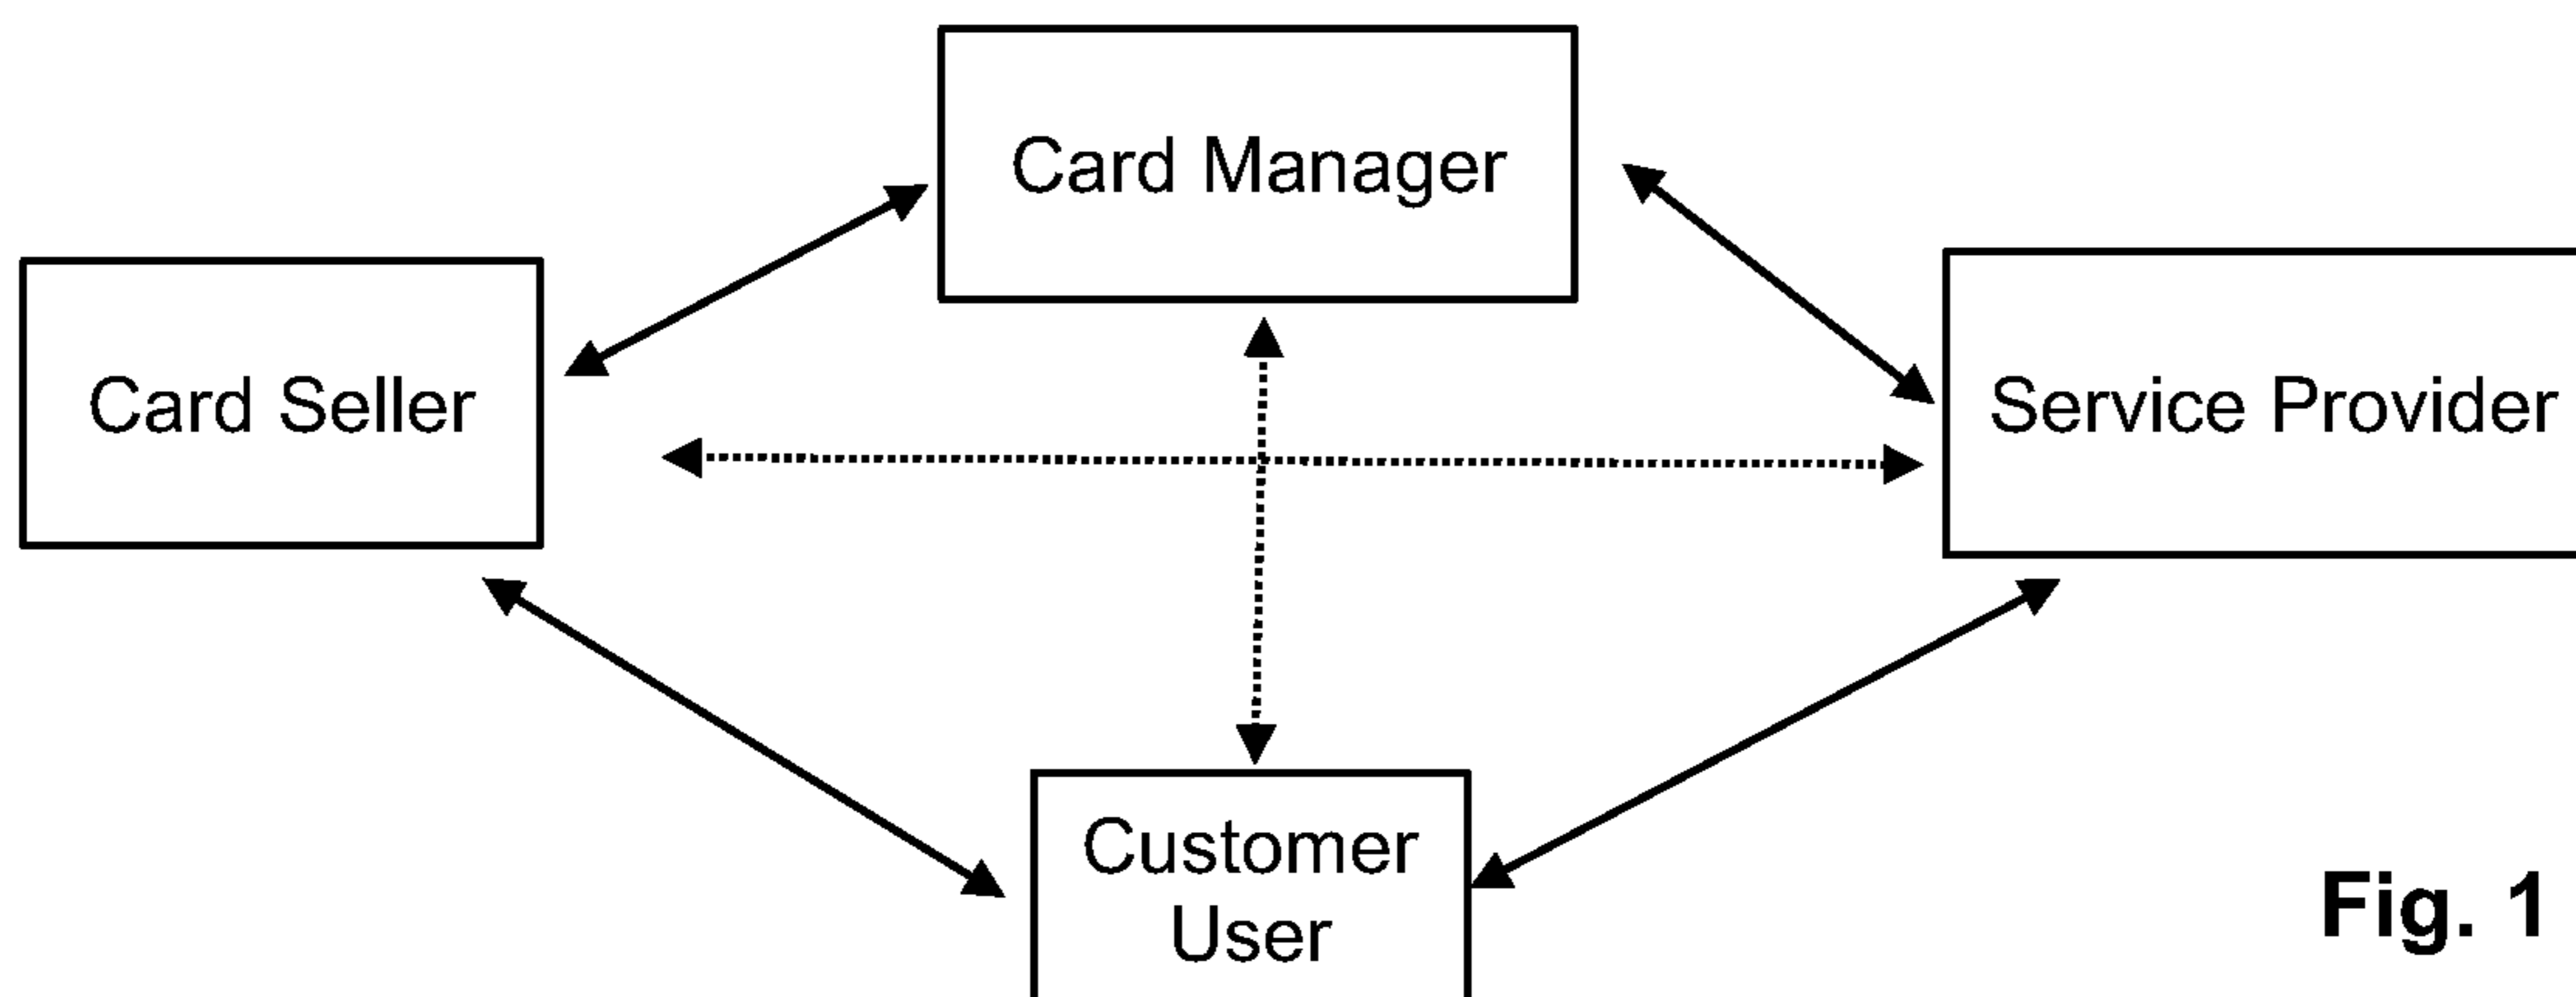 Card Manager
Card Seller
Service Provider
Customer
User
Fig. 1